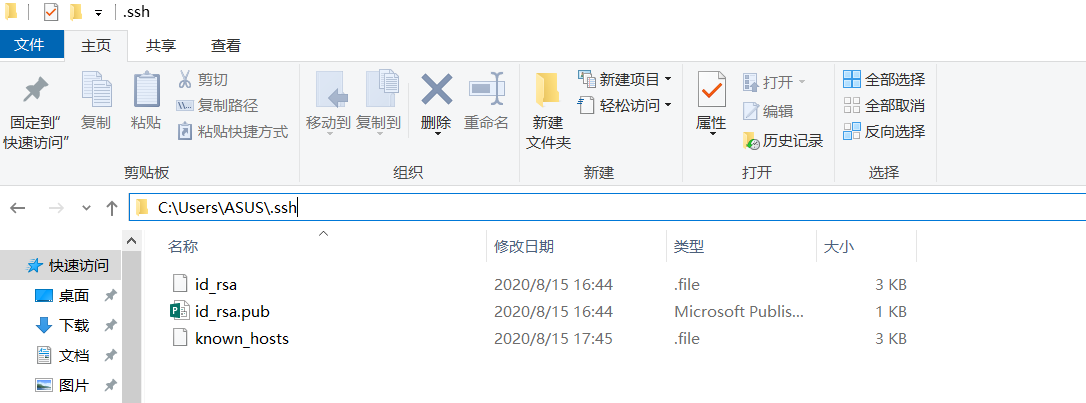 .ssh
文件 主页 共享 查看
固定到"快速访问"
复制
粘贴
剪切
复制路径
粘贴快捷方式
剪贴板
移动到
复制到
删除
重命名
组织
新建
文件夹
新建项目
轻松访问
新建
属性
打开
编辑
历史记录
打开
全部选择
全部取消
反向选择
选择
C:\Users\ASUS\.ssh
快速访问
桌面
下载
文档
图片
名称 修改日期 类型 大小
id_rsa 2020/8/15 16:44 .file 3 KB
id_rsa.pub 2020/8/15 16:44 Microsoft Publis... 1 KB
known_hosts 2020/8/15 17:45 .file 3 KB